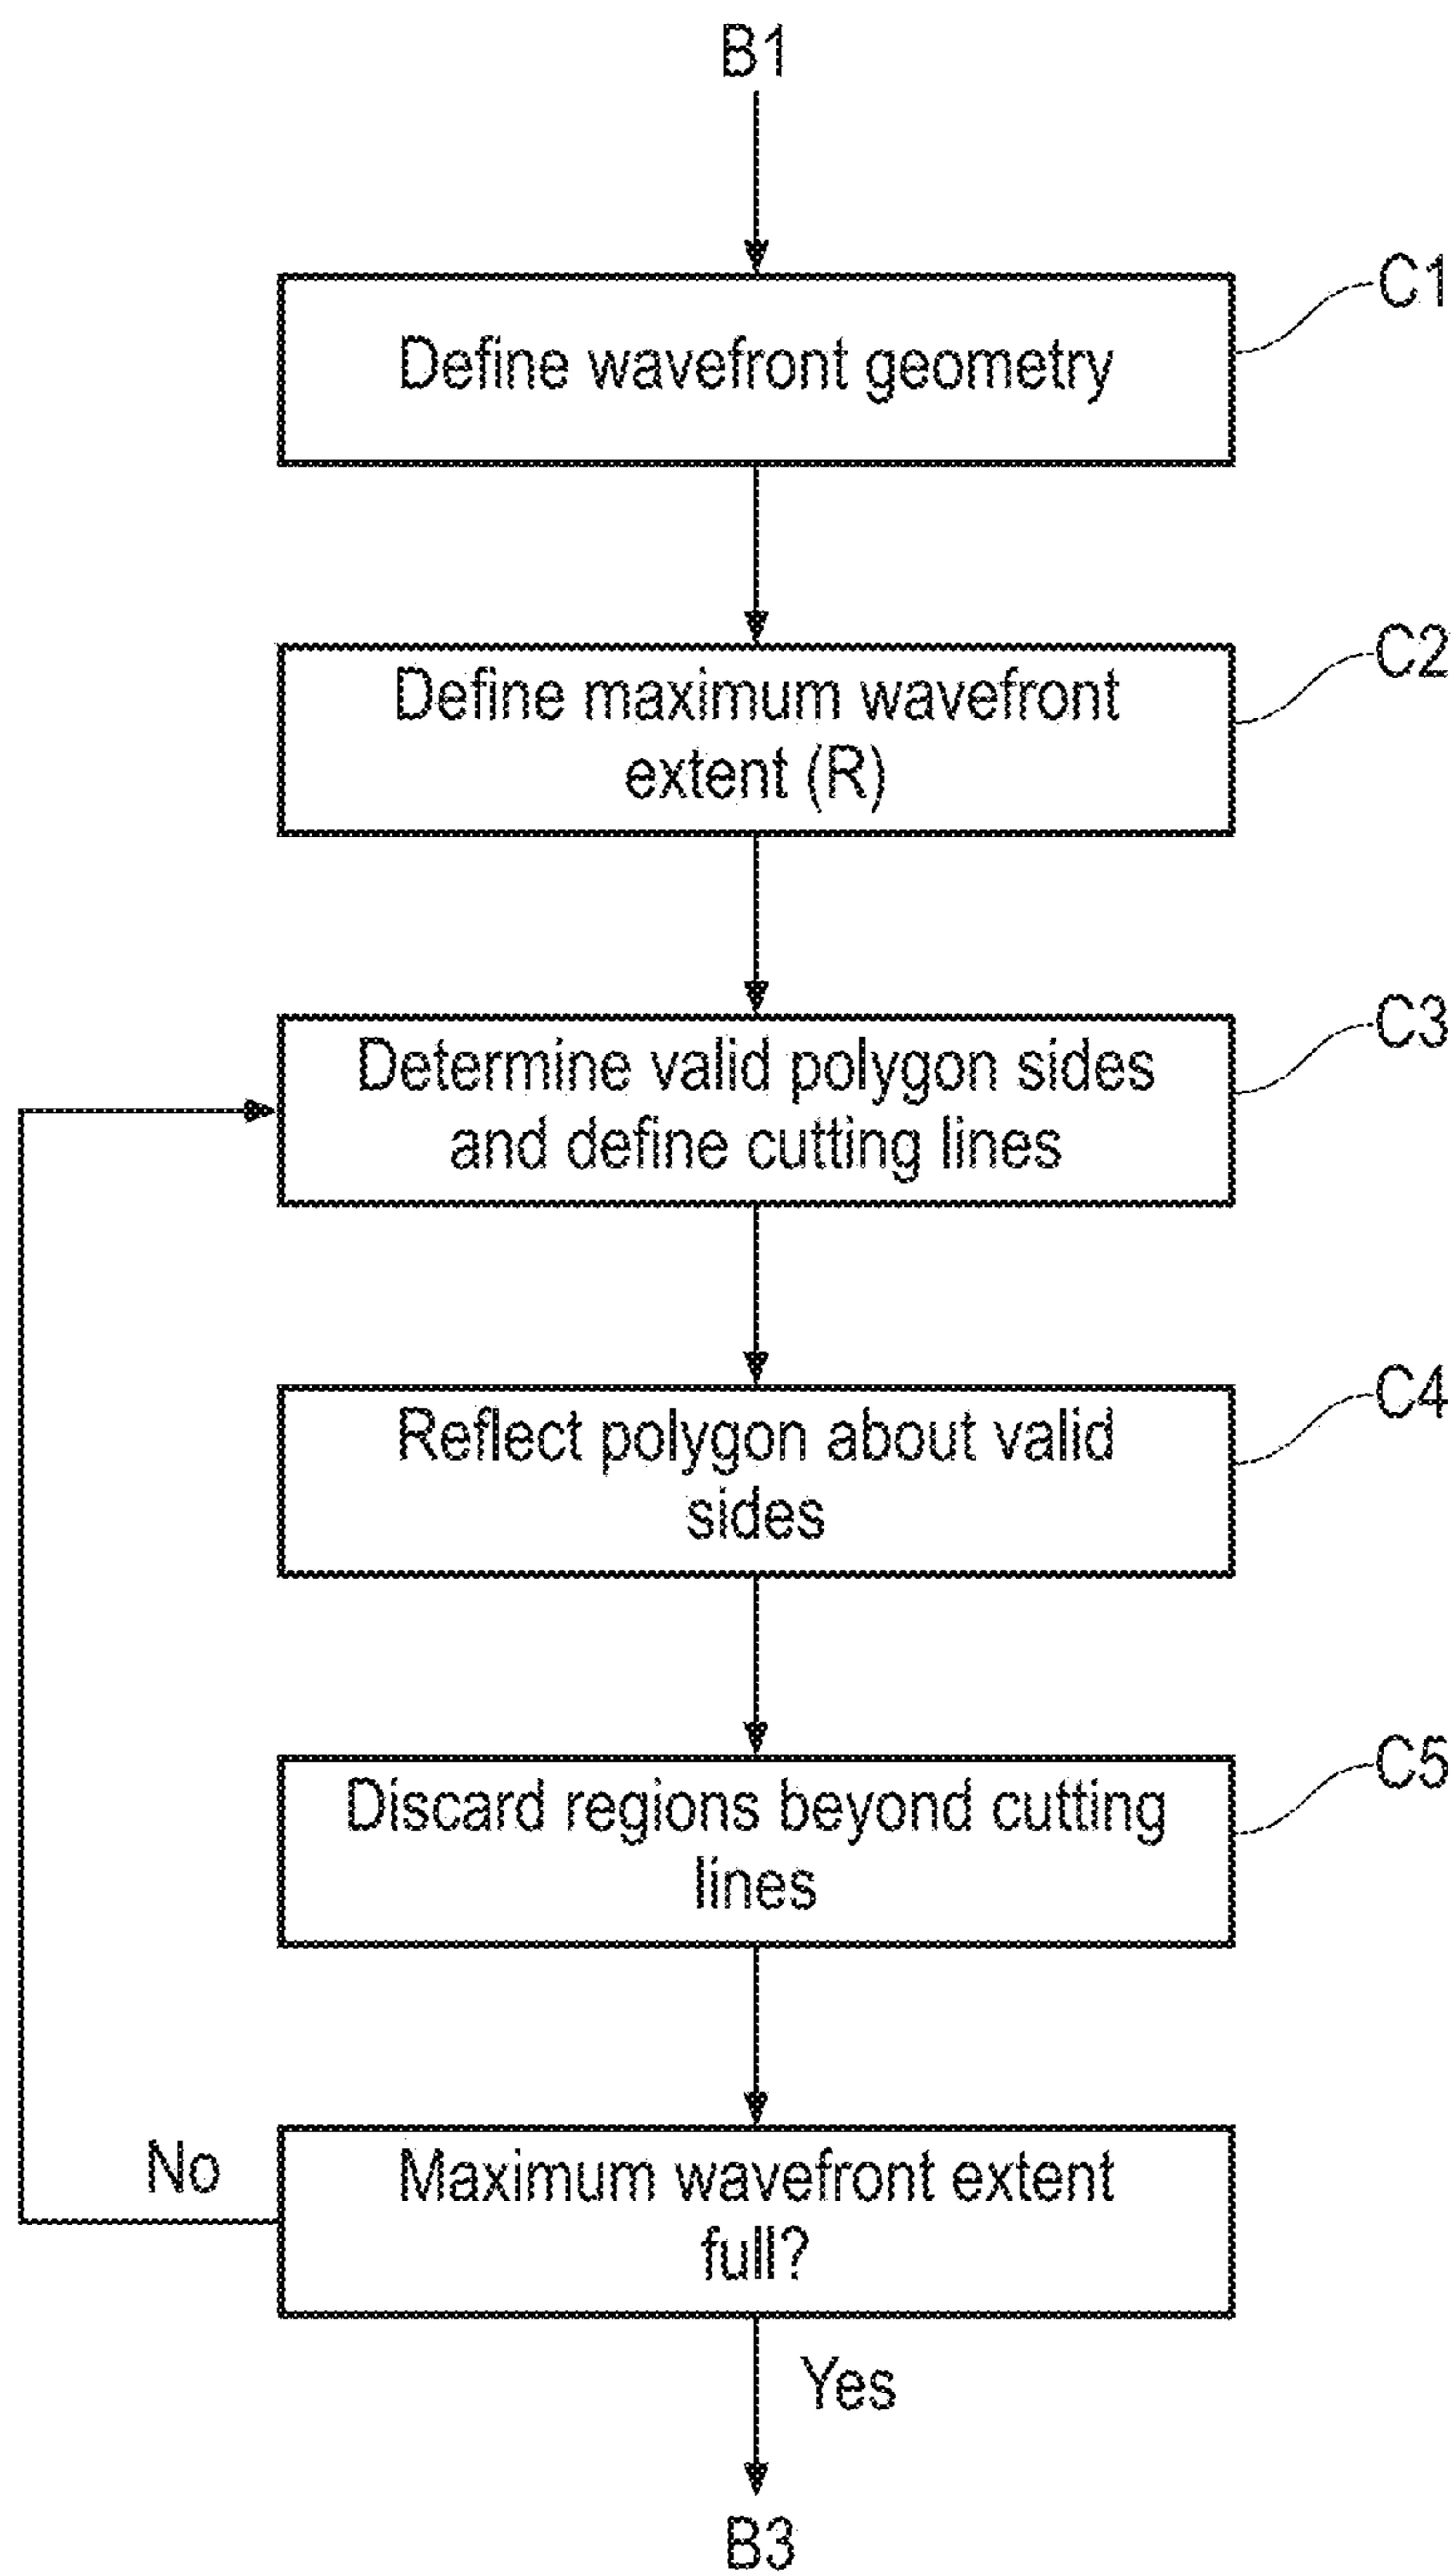 B1
C1
Define wavefront geometry
C2
Define maximum wavefront
extent (R)
C3
Determine valid polygon sides
and define cutting lines
C4
Reflect polygon about valid
sides
C5
Discard regions beyond cutting
lines
No
Maximum wavefront extent
full?
Yes
B3